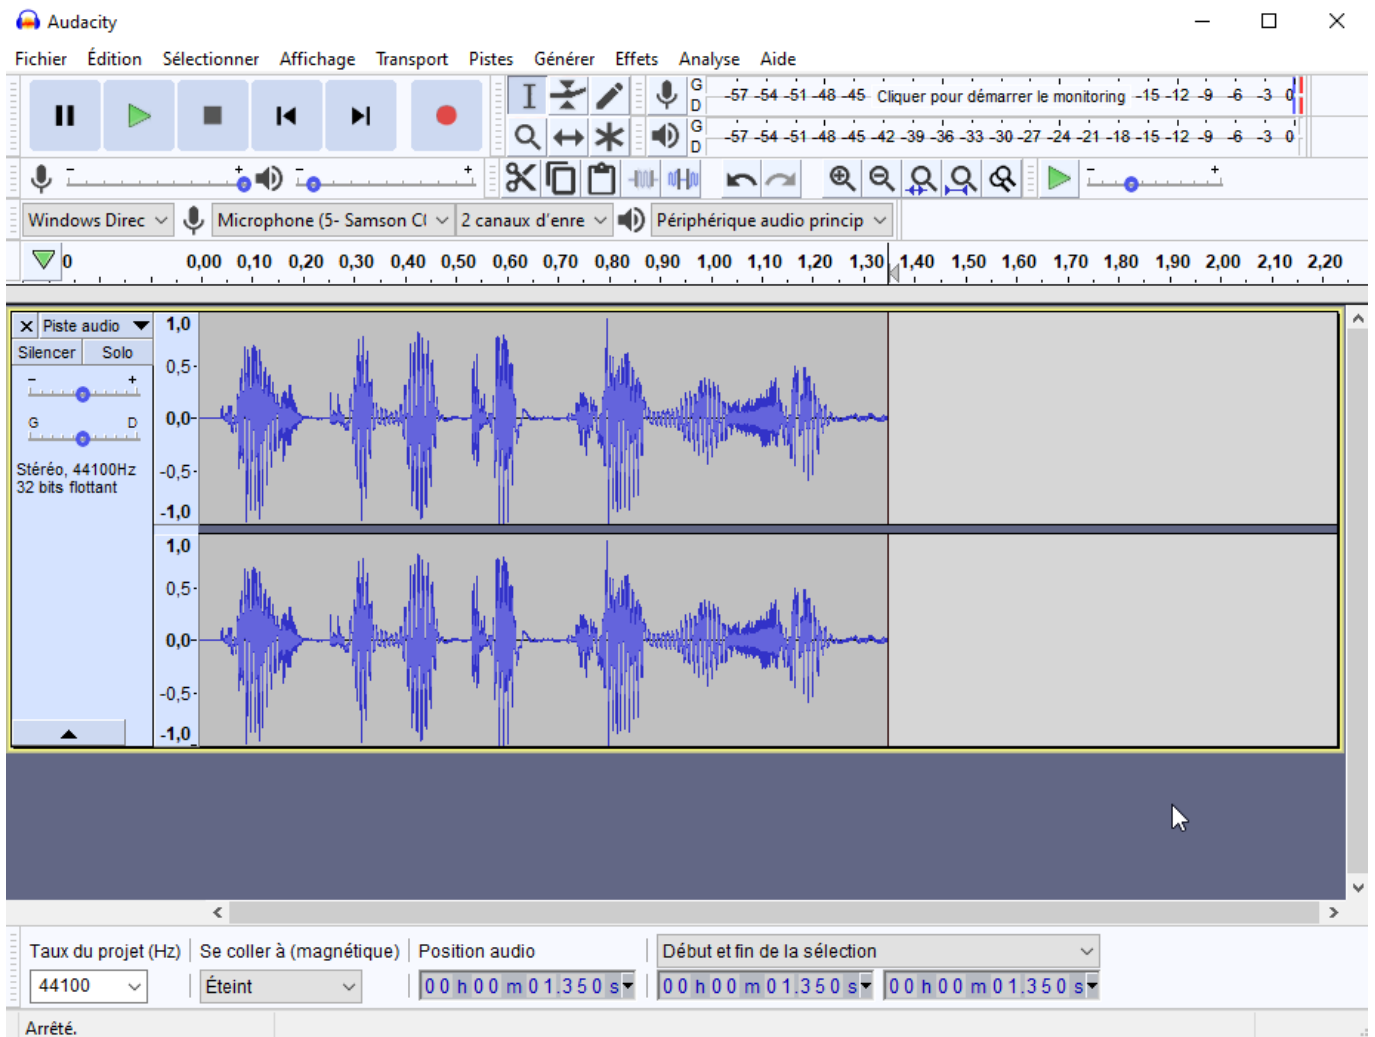 Audacity
Fichier Édition Sélectionner Affichage Transport Pistes Générer Effets Analyse Aide
G
D
-57 -54 -51 -48 -45 Cliquer pour démarrer le monitoring -15 -12 -9 -6 -3 0
G
D
-57 -54 -51 -48 -45 -42 -39 -36 -33 -30 -27 -24 -21 -18 -15 -12 -9 -6 -3 0
- + - + - +
Windows Direc Microphone (5- Samson C 2 canaux d'enre Périphérique audio princip
0 0,00 0,10 0,20 0,30 0,40 0,50 0,60 0,70 0,80 0,90 1,00 1,10 1,20 1,30 1,40 1,50 1,60 1,70 1,80 1,90 2,00 2,10 2,20
Piste audio
Silencer Solo
- +
G D
Stéréo, 44100Hz
32 bits flottant
1,0
0,5-
0,0-
-0,5-
-1,0
1,0
0,5-
0,0-
-0,5-
-1,0
Taux du projet (Hz) Se coller à (magnétique) Position audio Début et fin de la sélection
44100 Éteint 00 h 00 m 01.350 s 00 h 00 m 01.350 s 00 h 00 m 01.350 s
Arrêté.